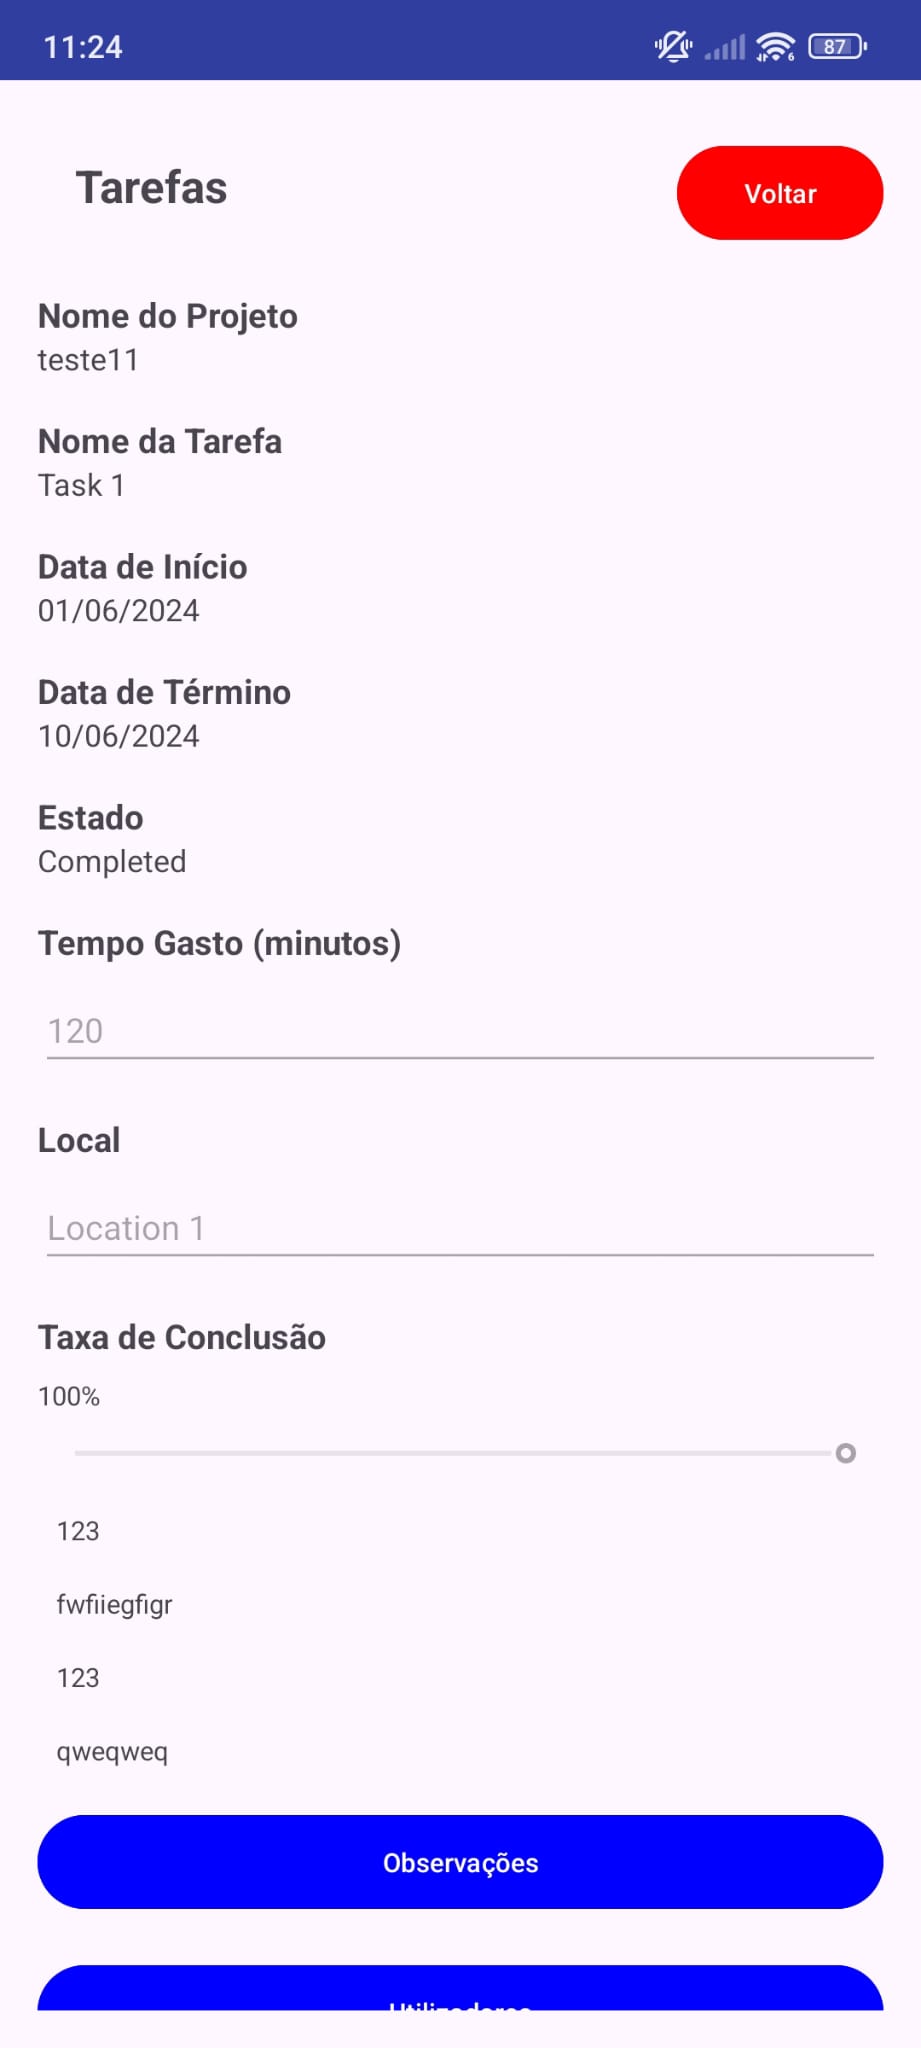 11:24
6
87
Tarefas
Voltar
Nome do Projeto
teste11
Nome da Tarefa
Task 1
Data de Início
01/06/2024
Data de Término
10/06/2024
Estado
Completed
Tempo Gasto (minutos)
120
Local
Location 1
Taxa de Conclusão
100%
123
fwfiiegfigr
123
qweqweq
Observações
Utilizadores